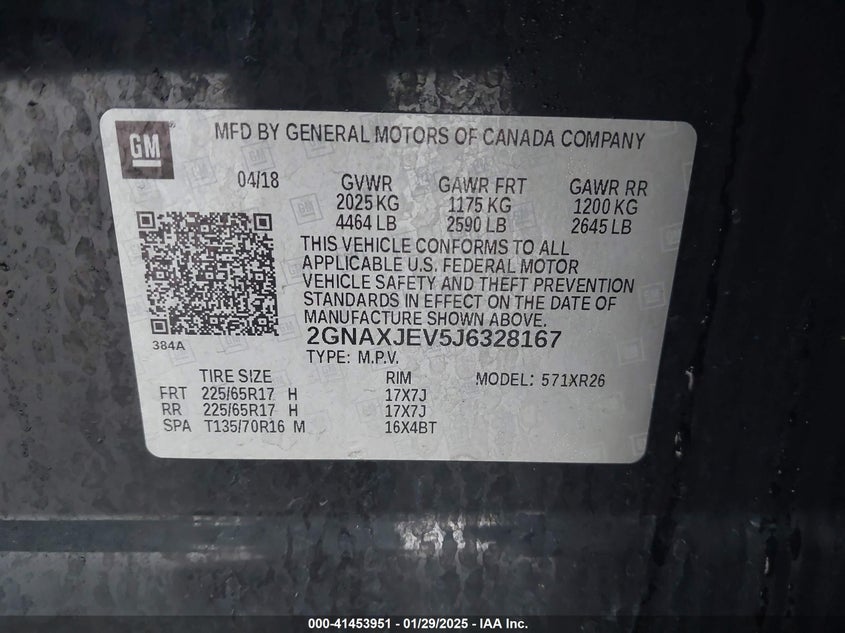 GM
MFD BY GENERAL MOTORS OF CANADA COMPANY
04/18 GVWR GAWR FRT GAWR RR
2025 KG 1175 KG 1200 KG
4464 LB 2590 LB 2645 LB
THIS VEHICLE CONFORMS TO ALL
APPLICABLE U.S. FEDERAL MOTOR
VEHICLE SAFETY AND THEFT PREVENTION
STANDARDS IN EFFECT ON THE DATE OF
MANUFACTURE SHOWN ABOVE.
384A
2GNAXJEV5J6328167
TYPE: M.P.V.
TIRE SIZE RIM MODEL: 571XR26
FRT 225/65R17 H 17X7J
RR 225/65R17 H 17X7J
SPA T135/70R16 M 16X4BT
000-41453951 - 01/29/2025 - IAA Inc.